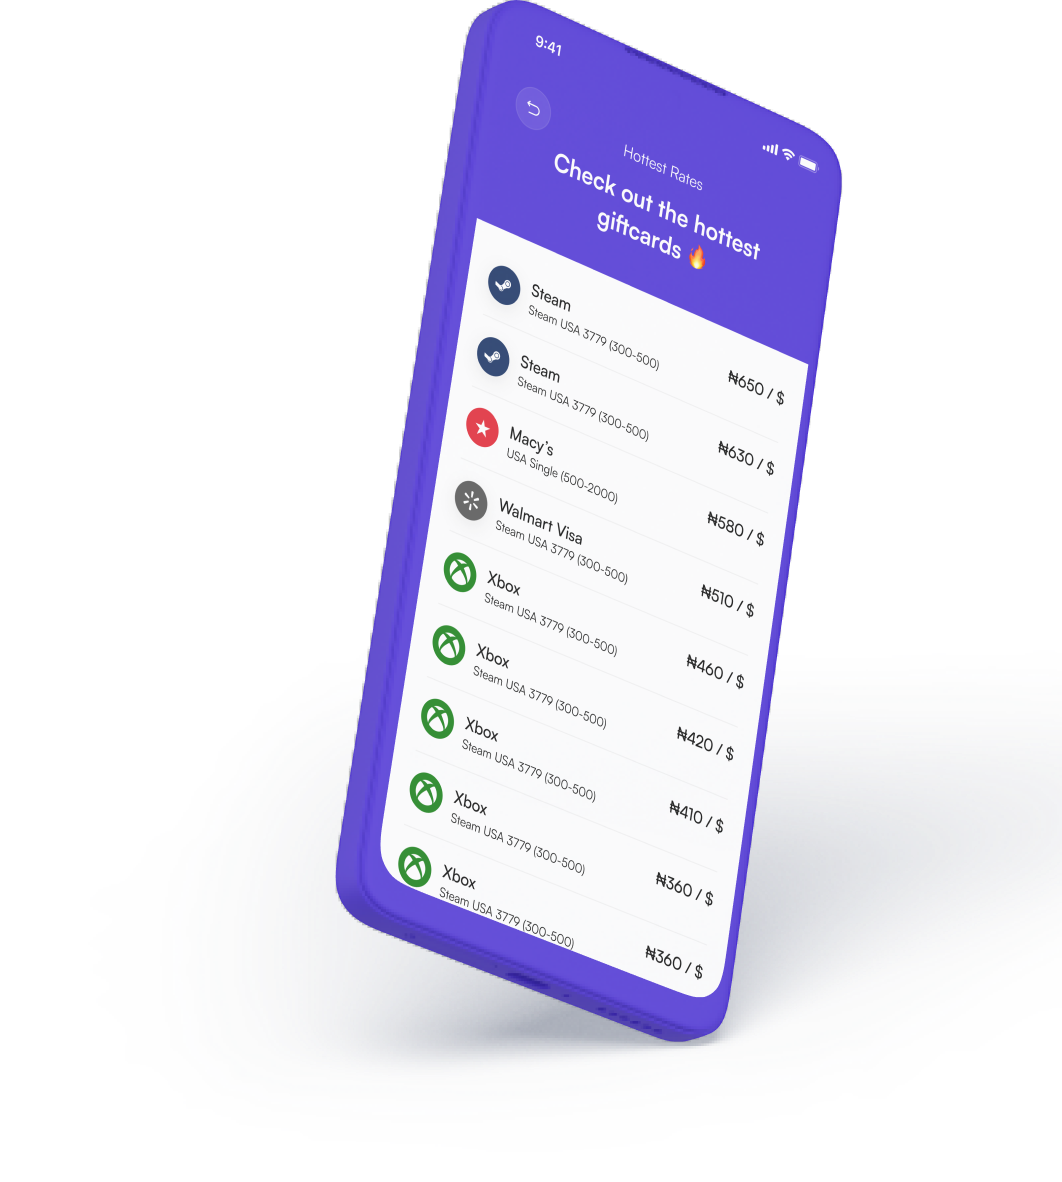 9:41
Hottest Rates
Check out the hottest
giftcards 🔥
Steam
Steam USA 3779 (300-500)
₦650 / $
Steam
Steam USA 3779 (300-500)
₦630 / $
Macy's
USA Single (500-2000)
₦580 / $
Walmart Visa
Steam USA 3779 (300-500)
₦510 / $
Xbox
Steam USA 3779 (300-500)
₦460 / $
Xbox
Steam USA 3779 (300-500)
₦420 / $
Xbox
Steam USA 3779 (300-500)
₦410 / $
Xbox
Steam USA 3779 (300-500)
₦360 / $
Xbox
Steam USA 3779 (300-500)
₦360 / $